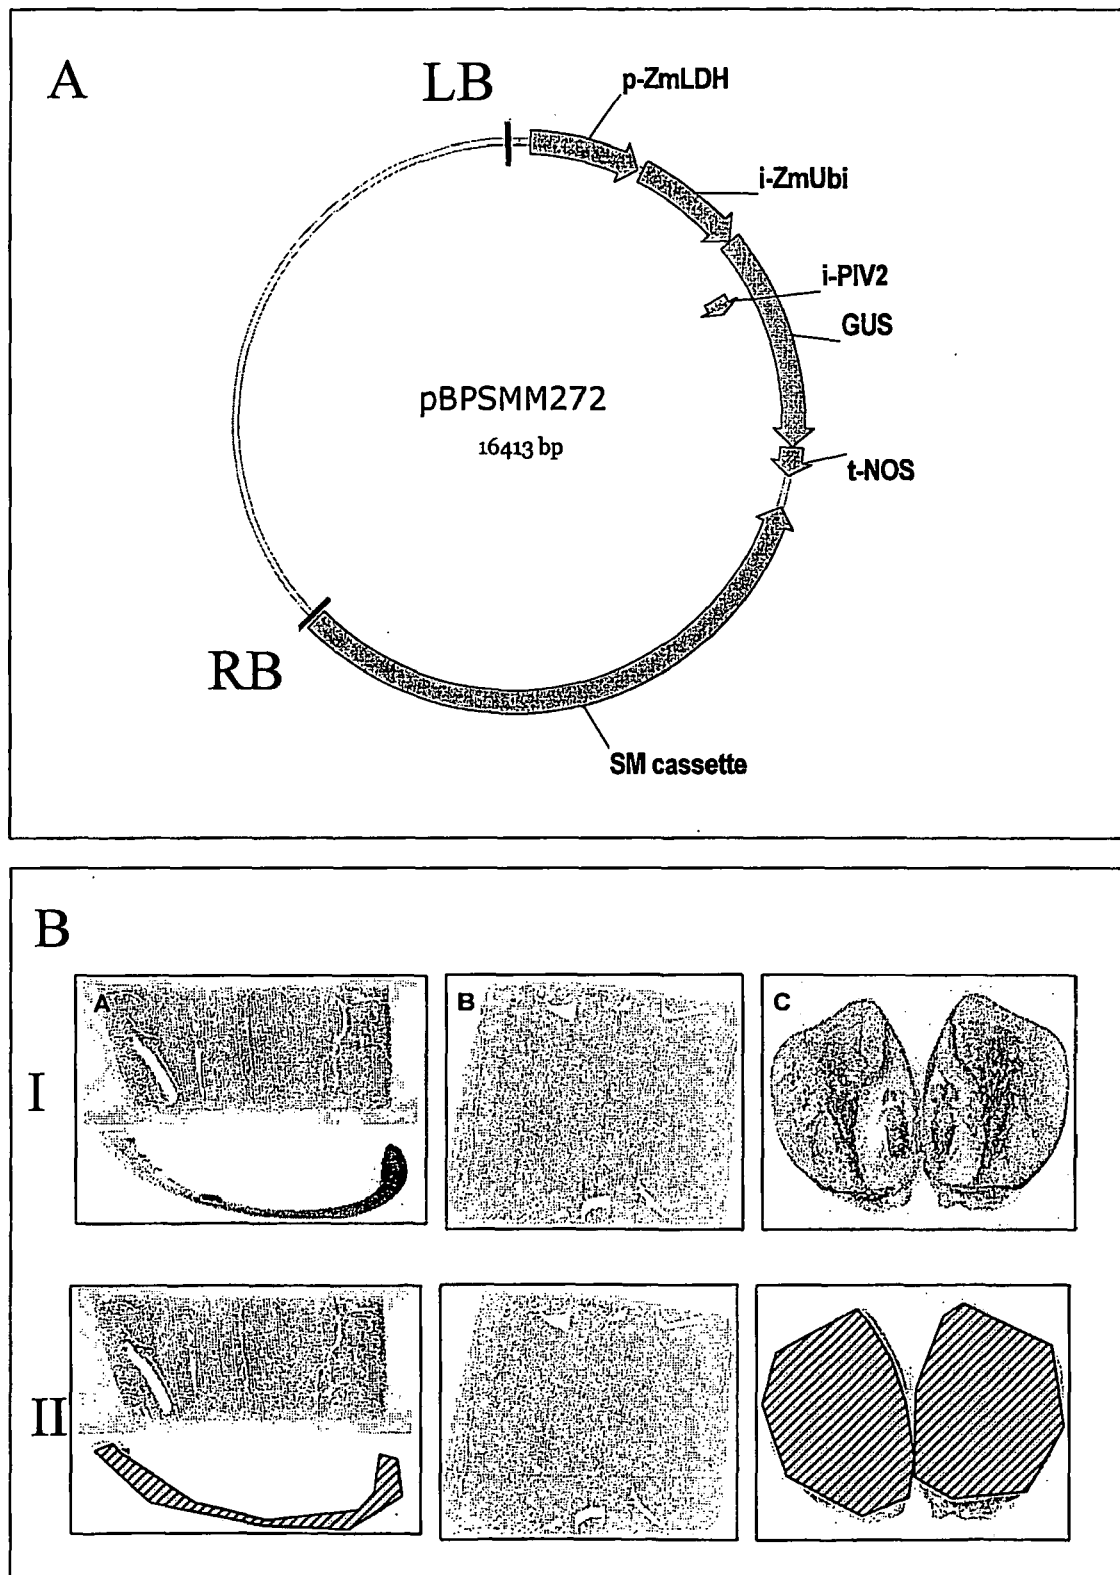 A
LB
p-ZmLDH
i-ZmUbi
i-PIV2
GUS
pBPSMM272
16413 bp
t-NOS
RB
SM cassette
B
A
B
C
I
II